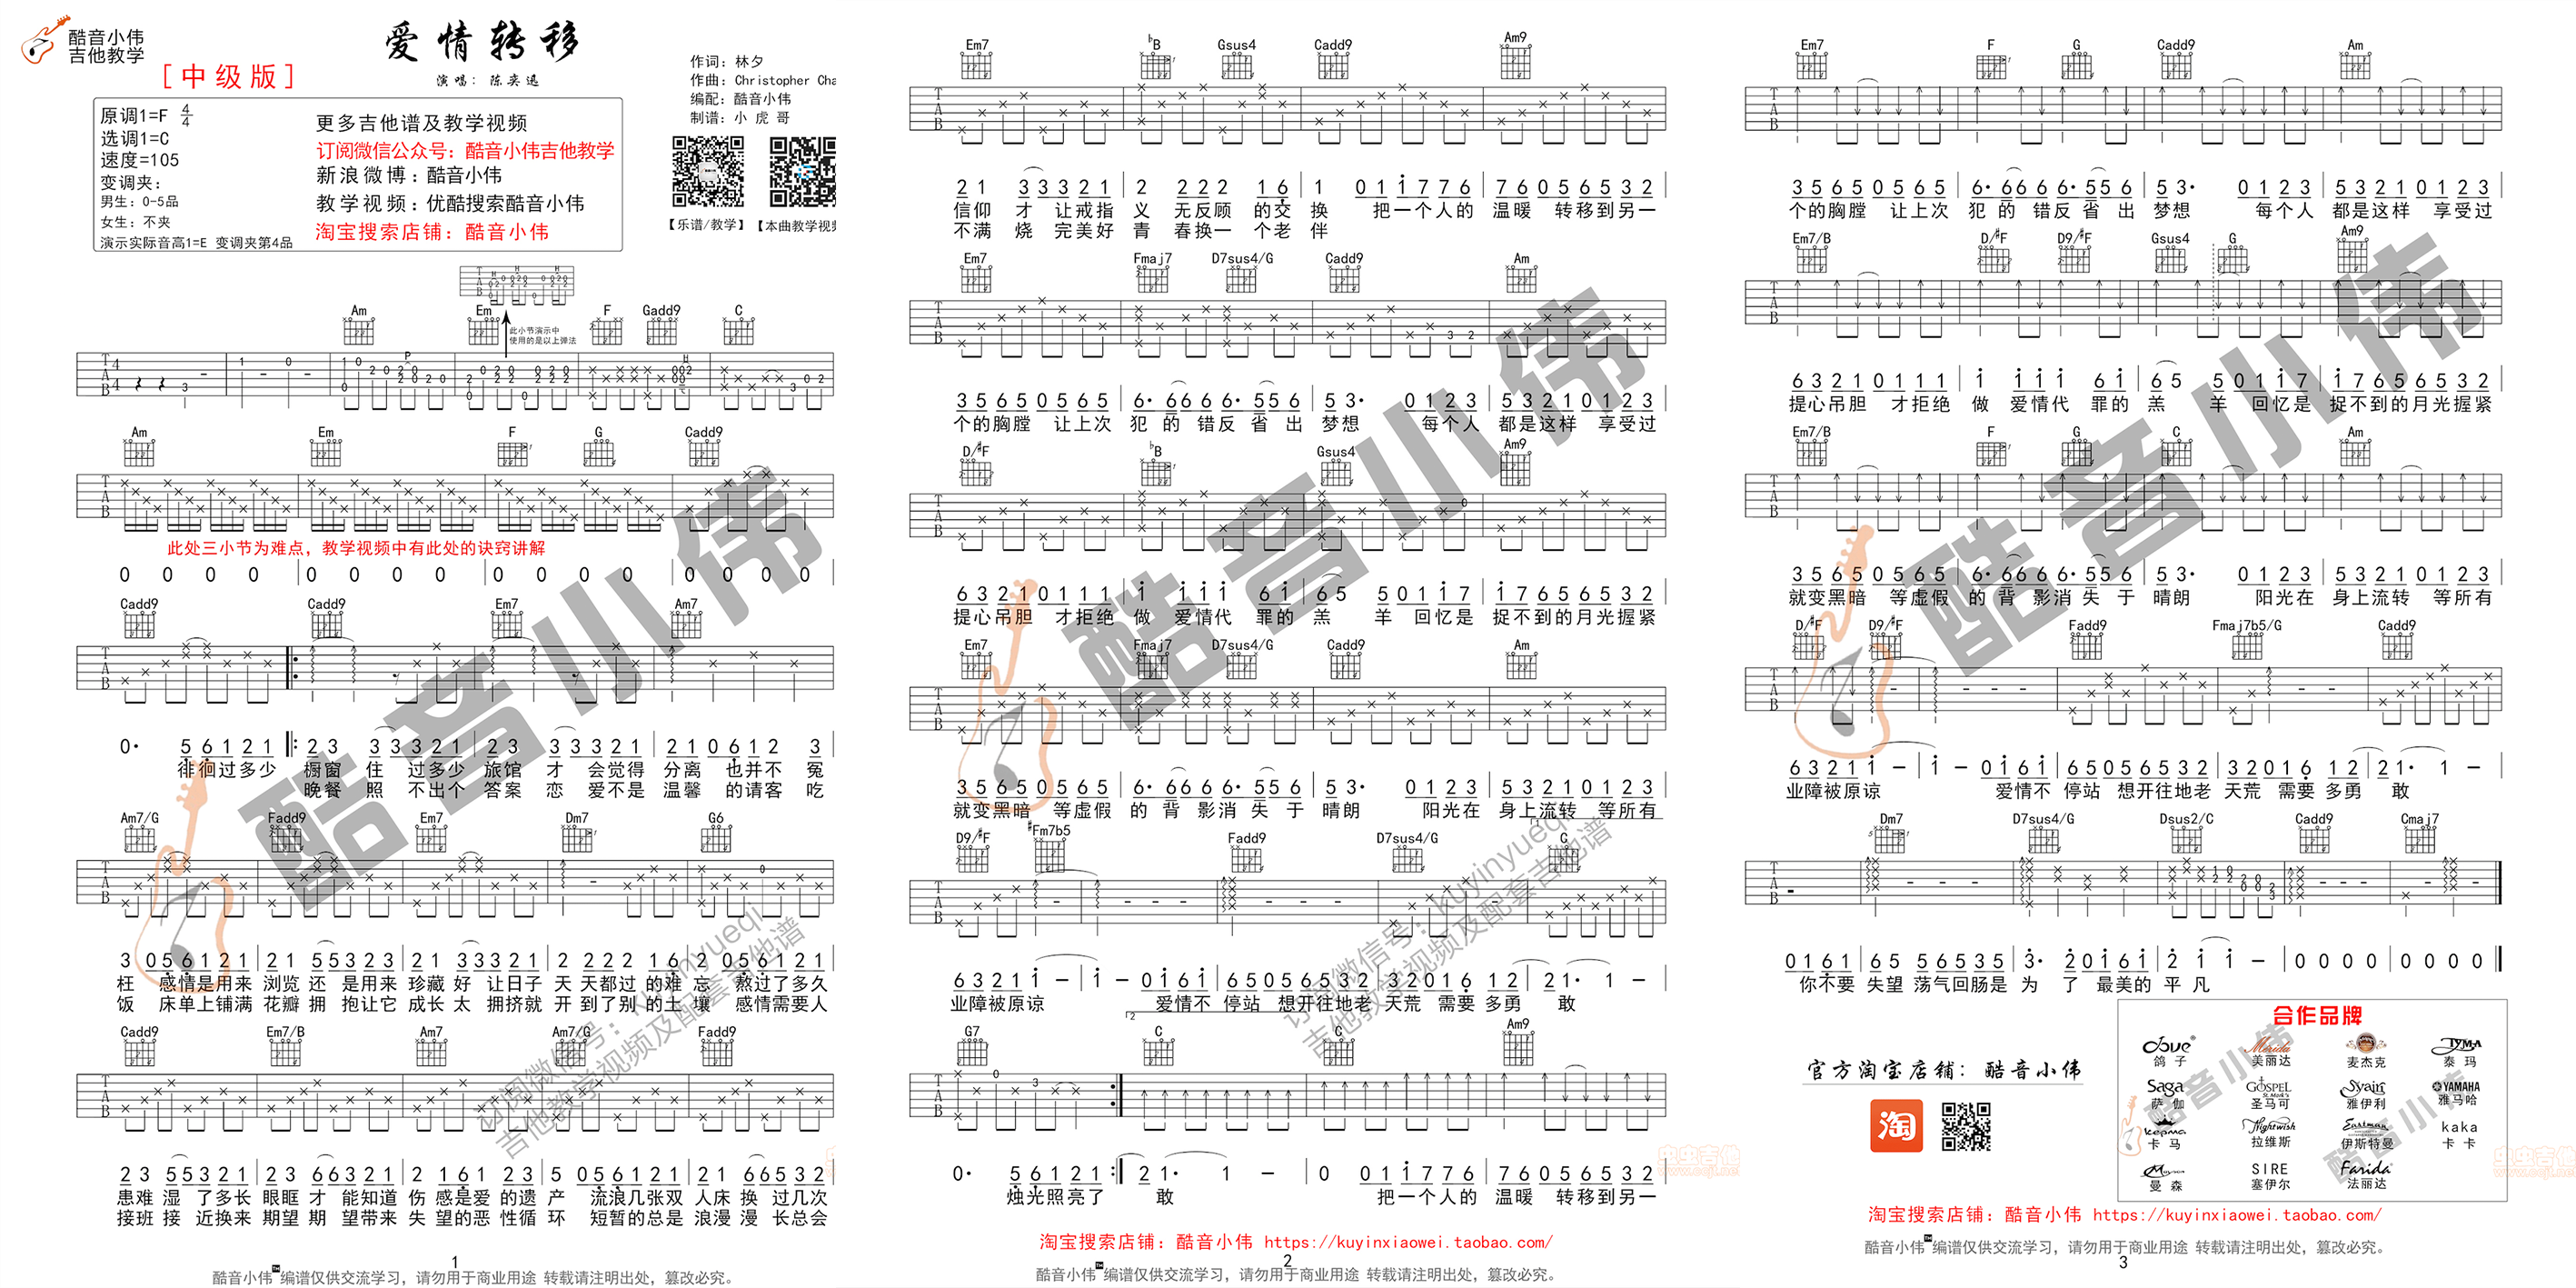 酷音小伟
吉他教学
[中级版]
爱情转移
演唱：陈奕迅
作词：林夕
作曲：Christopher Cha
编配：酷音小伟
制谱：小虎哥
原调1=F 4/4
选调1=C
速度=105
变调夹：
男生：0-5品
女生：不夹
演示实际音高1=E 变调夹第4品
更多吉他谱及教学视频
订阅微信公众号：酷音小伟吉他教学
新浪微博：酷音小伟
教学视频：优酷搜索酷音小伟
淘宝搜索店铺：酷音小伟
【乐谱/教学】【本曲教学视频
此小节演示中
使用的是以上弹法
Am Em F Gadd9 C
Am Em F G Cadd9
此处三小节为难点，教学视频中有此处的诀窍讲解
0 0 0 0 0 0 0 0 0 0 0 0 0 0 0 0
Cadd9 Cadd9 Em7 Am7
0· 5 6 1 2 1 2 3 3 3 3 2 1 2 3 3 3 3 2 1 2 1 0 6 1 2 3
徘徊过多少 橱窗 住 过多少 旅馆 才 会觉得 分离 也并不 冤
晚餐 照 不出个 答案 恋 爱不是 温馨 的请客 吃
Am7/G Fadd9 Em7 Dm7 G6
3 0 5 6 1 2 1 2 1 5 5 3 2 3 2 1 3 3 3 2 1 2 2 2 2 1 6 2 0 5 6 1 2 1
枉 感情是用来 浏览 还 是用来 珍藏 好 让日子 天 天都过 的难 忘 熬过了多久
饭 床单上铺满 花瓣 拥 抱让它 成长 太 拥挤就 开 到了别 的土 壤 感情需要人
Cadd9 Em7/B Am7 Am7/G Fadd9
2 3 5 5 3 2 1 2 3 6 6 3 2 1 2 1 6 1 2 1 5 0 5 6 1 2 1 2 1 6 6 5 3 2
患难 湿 了多长 眼眶 才 能知道 伤 感是爱 的遗 产 流浪几张双 人床 换 过几次
接班 接 近换来 期望 期 望带来 失 望的恶 性循 环 短暂的总是 浪漫 漫 长总会
1
酷音小伟™编谱仅供交流学习，请勿用于商业用途 转载请注明出处，篡改必究。
Em7 ♭B Gsus4 Cadd9 Am9
2 1 3 3 3 2 1 2 2 2 2 1 6 1 0 1 1 7 7 6 7 6 0 5 6 5 3 2
信仰 才 让戒指 义 无反顾 的交 换 把一个人的 温暖 转移到另一
不满 烧 完美好 青 春换一 个老 伴
Em7 Fmaj7 D7sus4/G Cadd9 Am
3 5 6 5 0 5 6 5 6· 6 6 6 6· 5 5 6 5 3· 0 1 2 3 5 3 2 1 0 1 2 3
个的胸膛 让上次 犯 的 错反 省 出 梦想 每个人 都是这样 享受过
D/♯F ♭B Gsus4 Am9
6 3 2 1 0 1 1 1 1 1 1 1 6 1 6 5 5 0 1 1 7 1 7 6 5 6 5 3 2
提心吊胆 才拒绝 做 爱情代 罪的 羔 羊 回忆是 捉不到的月光握紧
Em7 Fmaj7 D7sus4/G Cadd9 Am
3 5 6 5 0 5 6 5 6· 6 6 6 6· 5 5 6 5 3· 0 1 2 3 5 3 2 1 0 1 2 3
就变黑暗 等虚假 的 背 影消 失 于 晴朗 阳光在 身上流转 等所有
D9/♯F ♯Fm7b5 Fadd9 D7sus4/G C
6 3 2 1 1 - 1 - 0 1 6 1 6 5 0 5 6 5 3 2 3 2 0 1 6 1 2 2 1· 1 -
业障被原谅 爱情不 停站 想开往地老 天荒 需要 多勇 敢
G7 C C Am9
0· 5 6 1 2 1 2 1· 1 - 0 0 1 1 7 7 6 7 6 0 5 6 5 3 2
烛光照亮了 敢 把一个人的 温暖 转移到另一
淘宝搜索店铺：酷音小伟 https://kuyinxiaowei.taobao.com/
2
酷音小伟™编谱仅供交流学习，请勿用于商业用途 转载请注明出处，篡改必究。
Em7 F G Cadd9 Am
3 5 6 5 0 5 6 5 6· 6 6 6 6· 5 5 6 5 3· 0 1 2 3 5 3 2 1 0 1 2 3
个的胸膛 让上次 犯 的 错反 省 出 梦想 每个人 都是这样 享受过
Em7/B D/♯F D9/♯F Gsus4 G Am9
6 3 2 1 0 1 1 1 1 1 1 1 6 1 6 5 5 0 1 1 7 1 7 6 5 6 5 3 2
提心吊胆 才拒绝 做 爱情代 罪的 羔 羊 回忆是 捉不到的月光握紧
Em7/B F G C Am
3 5 6 5 0 5 6 5 6· 6 6 6 6· 5 5 6 5 3· 0 1 2 3 5 3 2 1 0 1 2 3
就变黑暗 等虚假 的 背 影消 失 于 晴朗 阳光在 身上流转 等所有
D/♯F D9/♯F Fadd9 Fmaj7b5/G Cadd9
6 3 2 1 1 - 1 - 0 1 6 1 6 5 0 5 6 5 3 2 3 2 0 1 6 1 2 2 1· 1 -
业障被原谅 爱情不 停站 想开往地老 天荒 需要 多勇 敢
Dm7 D7sus4/G Dsus2/C Cadd9 Cmaj7
0 1 6 1 6 5 5 6 5 3 5 3· 2 0 1 6 1 2 1 1 - 0 0 0 0 0 0 0 0
你不要 失望 荡气回肠是 为 了 最美的 平 凡
官方淘宝店铺：酷音小伟
淘
合作品牌
Dove 鸽子
Merida 美丽达
麦杰克
TYMA 泰玛
Saga 萨伽
GOSPEL 圣马可
Syairi 雅伊利
YAMAHA 雅马哈
kepma 卡马
Nightwish 拉维斯
Eastman 伊斯特曼
kaka 卡卡
曼森
SIRE 塞伊尔
Farida 法丽达
淘宝搜索店铺：酷音小伟 https://kuyinxiaowei.taobao.com/
酷音小伟™编谱仅供交流学习，请勿用于商业用途 转载请注明出处，篡改必究。
3
酷音小伟
订阅微信号：kuyinyueqi
吉他教学视频及配套吉他谱
虫虫吉他
www.ccjt.net